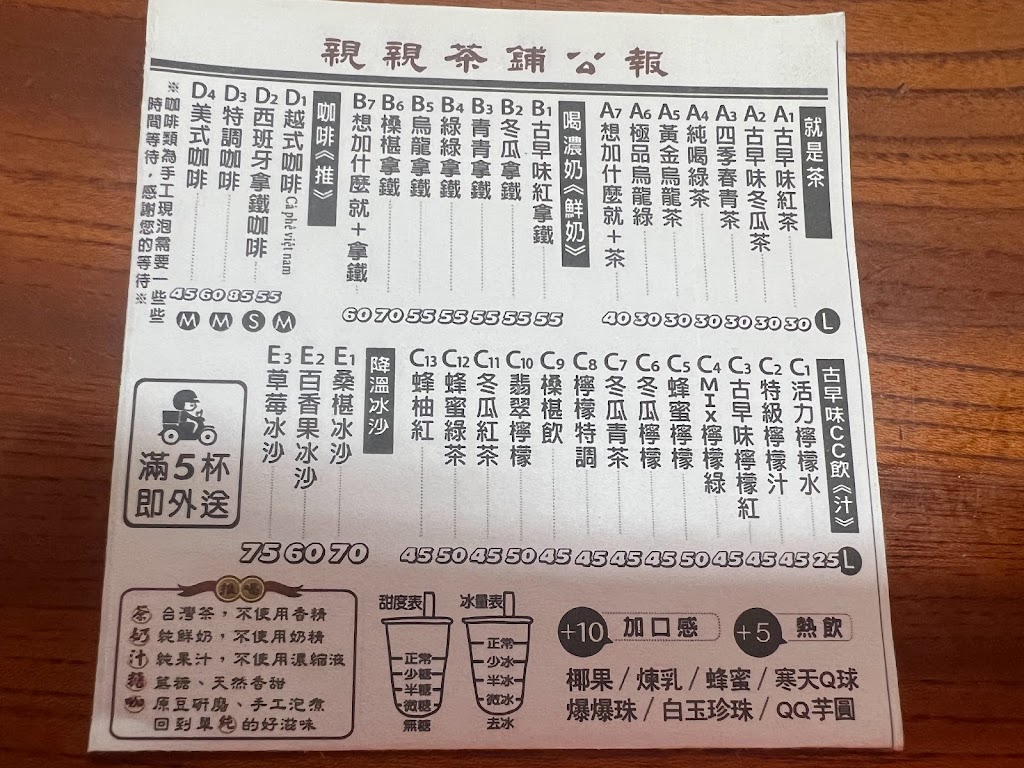 親親茶鋪公報
就是茶 L
A1 古早味紅茶 30
A2 古早味冬瓜茶 30
A3 四季春青茶 30
A4 純喝綠茶 30
A5 黃金烏龍茶 30
A6 極品烏龍綠 30
A7 想加什麼就+茶 40
喝濃奶《鮮奶》
B1 古早味紅拿鐵 55
B2 冬瓜拿鐵 55
B3 青青拿鐵 55
B4 綠綠拿鐵 55
B5 烏龍拿鐵 55
B6 桑椹拿鐵 70
B7 想加什麼就+拿鐵 60
咖啡《推》
D1 越式咖啡 Cà phê việt nam 55 M
D2 西班牙拿鐵咖啡 85 S
D3 特調咖啡 60 M
D4 美式咖啡 45 M
※咖啡類為手工現泡需要一些些
時間等待,感謝您的等待※
古早味CC飲《汁》 L
C1 活力檸檬水 25
C2 特級檸檬汁 45
C3 古早味檸檬紅 45
C4 MIX檸檬綠 45
C5 蜂蜜檸檬 50
C6 冬瓜檸檬 45
C7 冬瓜青茶 45
C8 檸檬特調 45
C9 桑椹飲 45
C10 翡翠檸檬 50
C11 冬瓜紅茶 45
C12 蜂蜜綠茶 50
C13 蜂柚紅 45
降溫冰沙
E1 桑椹冰沙 70
E2 百香果冰沙 60
E3 草莓冰沙 75
滿5杯
即外送
推喝
茶 台灣茶,不使用香精
奶 純鮮奶,不使用奶精
汁 純果汁,不使用濃縮液
糖 蔗糖、天然香甜
咖 原豆研磨、手工泡煮
回到單純的好滋味
甜度表
正常
少糖
半糖
微糖
無糖
冰量表
正常
少冰
半冰
微冰
去冰
+10 加口感
+5 熱飲
椰果/煉乳/蜂蜜/寒天Q球
爆爆珠/白玉珍珠/QQ芋圓